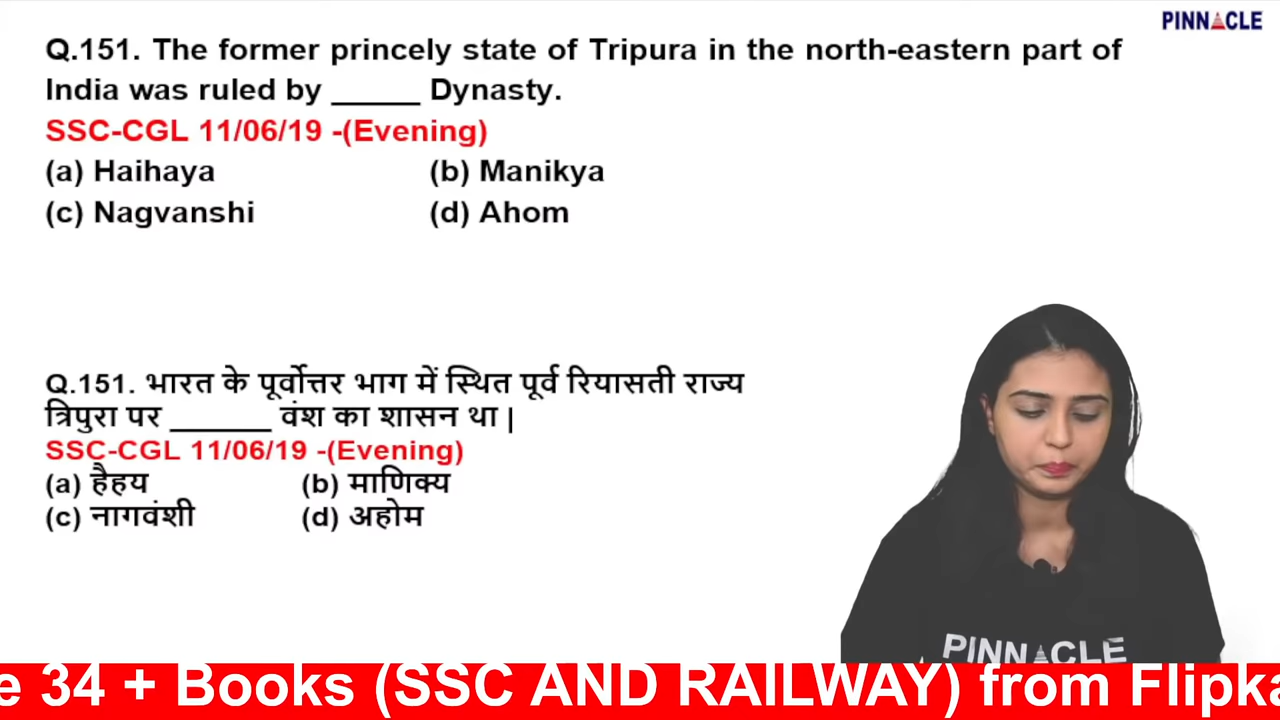 PINNACLE
Q.151. The former princely state of Tripura in the north-eastern part of
India was ruled by _____ Dynasty.
SSC-CGL 11/06/19 -(Evening)
(a) Haihaya (b) Manikya
(c) Nagvanshi (d) Ahom
Q.151. भारत के पूर्वोत्तर भाग में स्थित पूर्व रियासती राज्य
त्रिपुरा पर ______ वंश का शासन था |
SSC-CGL 11/06/19 -(Evening)
(a) हैहय (b) माणिक्य
(c) नागवंशी (d) अहोम
PINNACLE
e 34 + Books (SSC AND RAILWAY) from Flipka